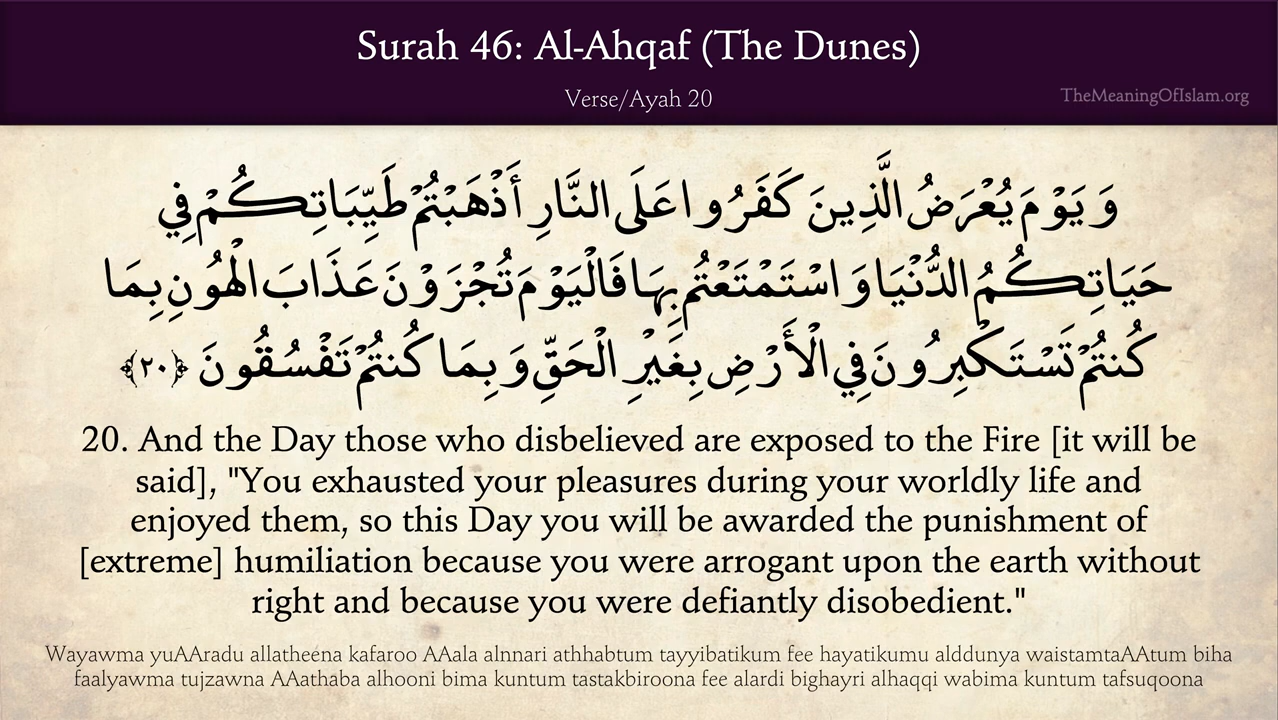 Surah 46: Al-Ahqaf (The Dunes)
Verse/Ayah 20
TheMeaningOfIslam.org
وَيَوْمَ يُعْرَضُ الَّذِينَ كَفَرُوا عَلَى النَّارِ أَذْهَبْتُمْ طَيِّبَاتِكُمْ فِي
حَيَاتِكُمُ الدُّنْيَا وَاسْتَمْتَعْتُم بِهَا فَالْيَوْمَ تُجْزَوْنَ عَذَابَ الْهُونِ بِمَا
كُنتُمْ تَسْتَكْبِرُونَ فِي الْأَرْضِ بِغَيْرِ الْحَقِّ وَبِمَا كُنتُمْ تَفْسُقُونَ ﴿٢٠﴾
20. And the Day those who disbelieved are exposed to the Fire [it will be
said], "You exhausted your pleasures during your worldly life and
enjoyed them, so this Day you will be awarded the punishment of
[extreme] humiliation because you were arrogant upon the earth without
right and because you were defiantly disobedient."
Wayawma yuAAradu allatheena kafaroo AAala alnnari athhabtum tayyibatikum fee hayatikumu alddunya waistamtaAAtum biha
faalyawma tujzawna AAathaba alhooni bima kuntum tastakbiroona fee alardi bighayri alhaqqi wabima kuntum tafsuqoona